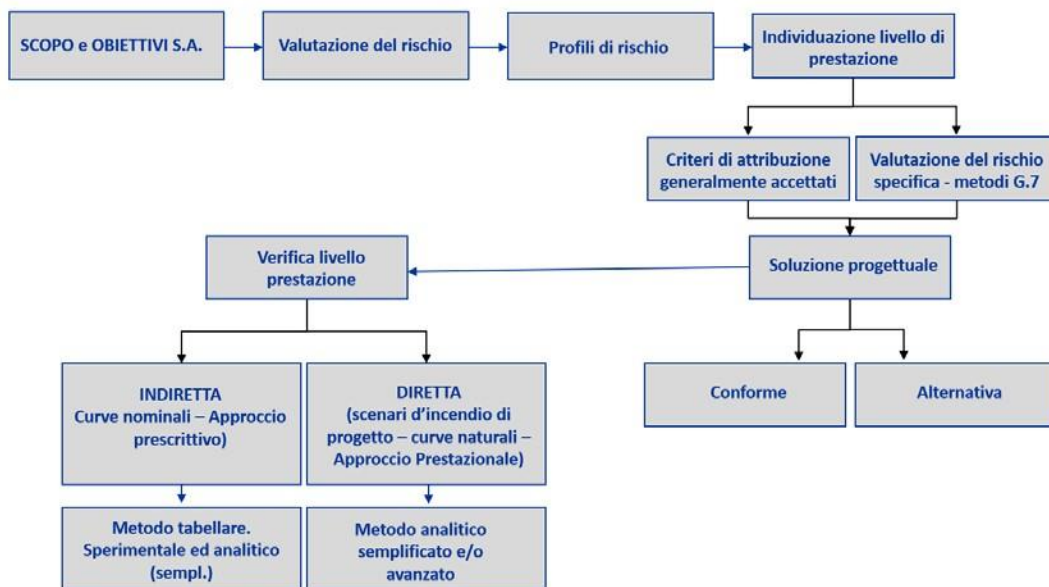 SCOPO e OBIETTIVI S.A.
Valutazione del rischio
Profili di rischio
Individuazione livello di
prestazione
Criteri di attribuzione
generalmente accettati
Valutazione del rischio
specifica - metodi G.7
Verifica livello
prestazione
Soluzione progettuale
INDIRETTA
Curve nominali – Approccio
prescrittivo)
DIRETTA
(scenari d'incendio di
progetto – curve naturali –
Approccio Prestazionale)
Conforme
Alternativa
Metodo tabellare.
Sperimentale ed analitico
(sempl.)
Metodo analitico
semplificato e/o
avanzato